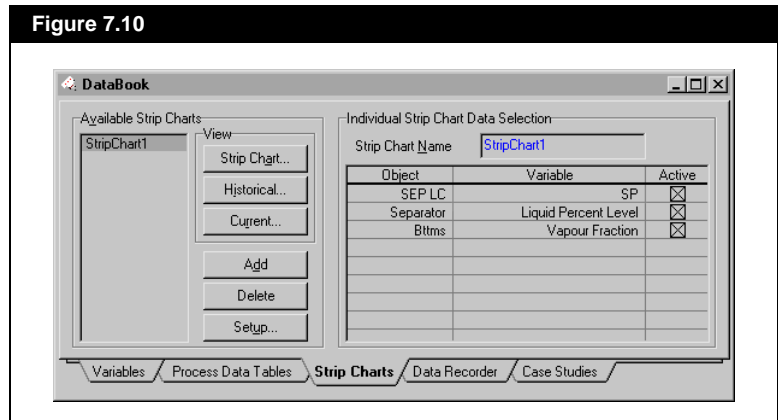 Figure 7.10
DataBook
Available Strip Charts
StripChart1
View
Strip Chart...
Historical...
Current...
Add
Delete
Setup...
Individual Strip Chart Data Selection
Strip Chart Name StripChart1
Object Variable Active
SEP LC SP
Separator Liquid Percent Level
Bttms Vapour Fraction
Variables Process Data Tables Strip Charts Data Recorder Case Studies